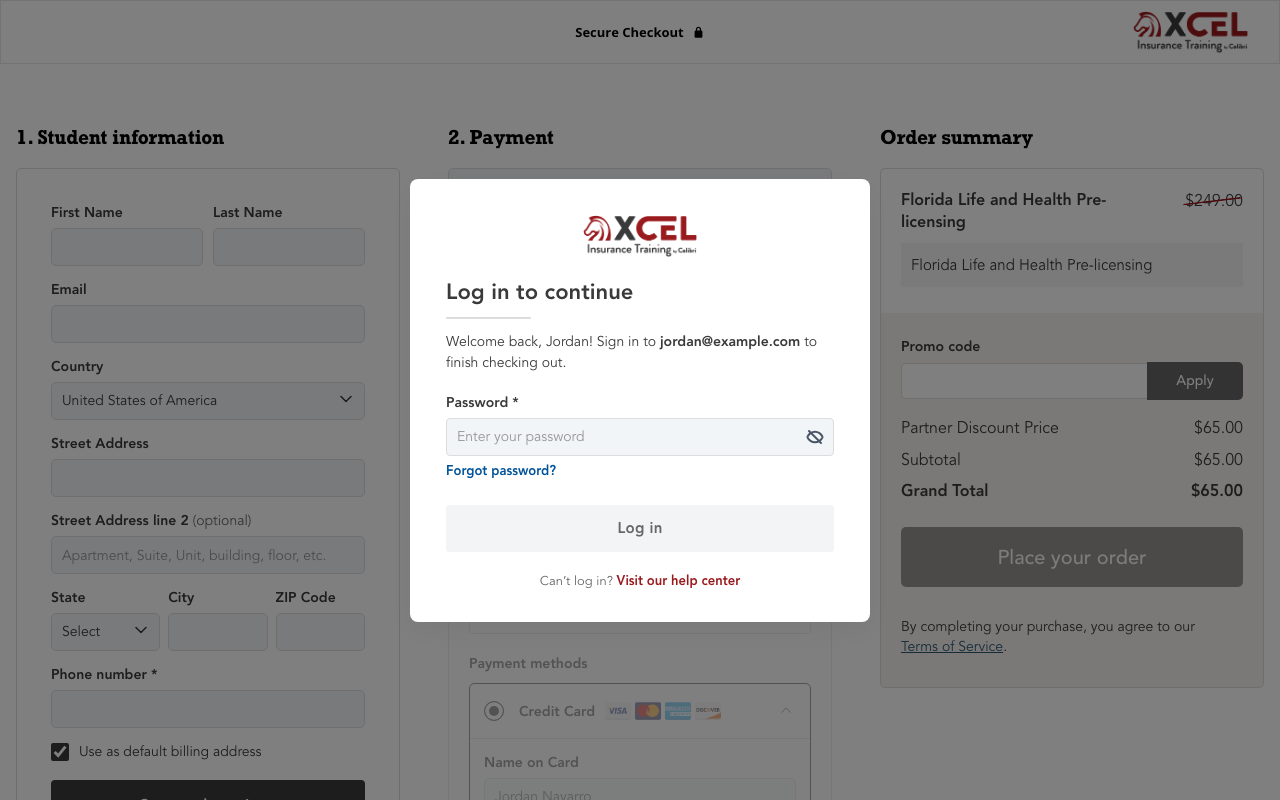 Secure Checkout
XCEL
Insurance Training by Colibri
1. Student information
First Name
Last Name
Email
Country
United States of America
Street Address
Street Address line 2 (optional)
Apartment, Suite, Unit, building, floor, etc.
State
City
ZIP Code
Select
Phone number *
Use as default billing address
2. Payment
Payment methods
Credit Card
VISA
DISCOVER
Name on Card
Jordan Navarro
XCEL
Insurance Training by Colibri
Log in to continue
Welcome back, Jordan! Sign in to jordan@example.com to
finish checking out.
Password *
Enter your password
Forgot password?
Log in
Can't log in? Visit our help center
Order summary
Florida Life and Health Pre-
licensing
$249.00
Florida Life and Health Pre-licensing
Promo code
Apply
Partner Discount Price
$65.00
Subtotal
$65.00
Grand Total
$65.00
Place your order
By completing your purchase, you agree to our
Terms of Service.